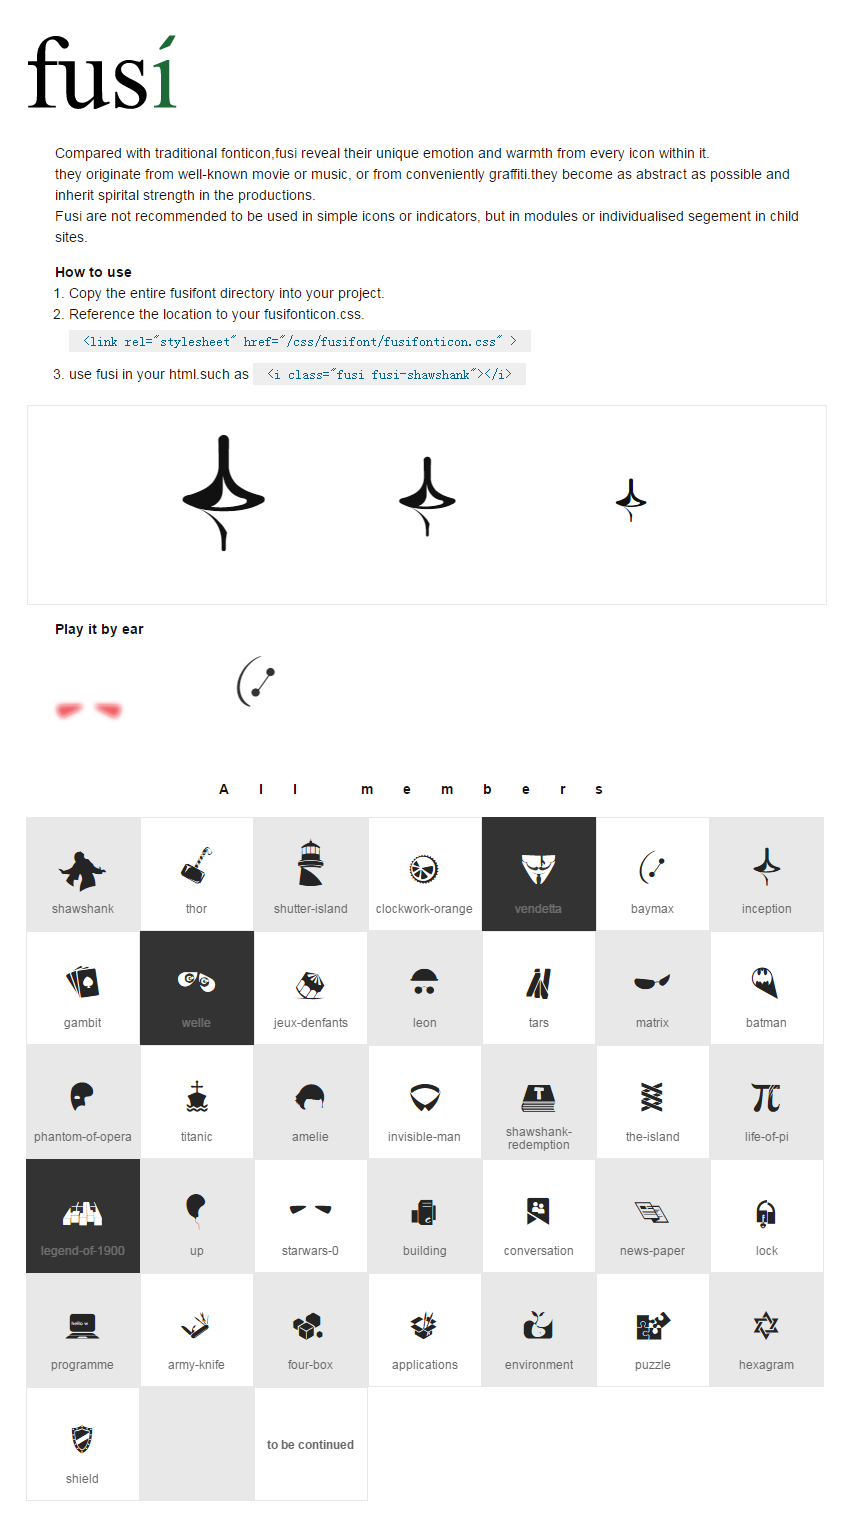 fusí
Compared with traditional fonticon,fusi reveal their unique emotion and warmth from every icon within it.
they originate from well-known movie or music, or from conveniently graffiti.they become as abstract as possible and
inherit spirital strength in the productions.
Fusi are not recommended to be used in simple icons or indicators, but in modules or individualised segement in child
sites.
How to use
1. Copy the entire fusifont directory into your project.
2. Reference the location to your fusifonticon.css.
<link rel="stylesheet" href="/css/fusifont/fusifonticon.css" >
3. use fusi in your html.such as <i class="fusi fusi-shawshank"></i>
Play it by ear
All members
shawshank thor shutter-island clockwork-orange vendetta baymax inception
gambit welle jeux-denfants leon tars matrix batman
phantom-of-opera titanic amelie invisible-man shawshank-redemption the-island life-of-pi
legend-of-1900 up starwars-0 building conversation news-paper lock
hello w
programme army-knife four-box applications environment puzzle hexagram
to be continued
shield